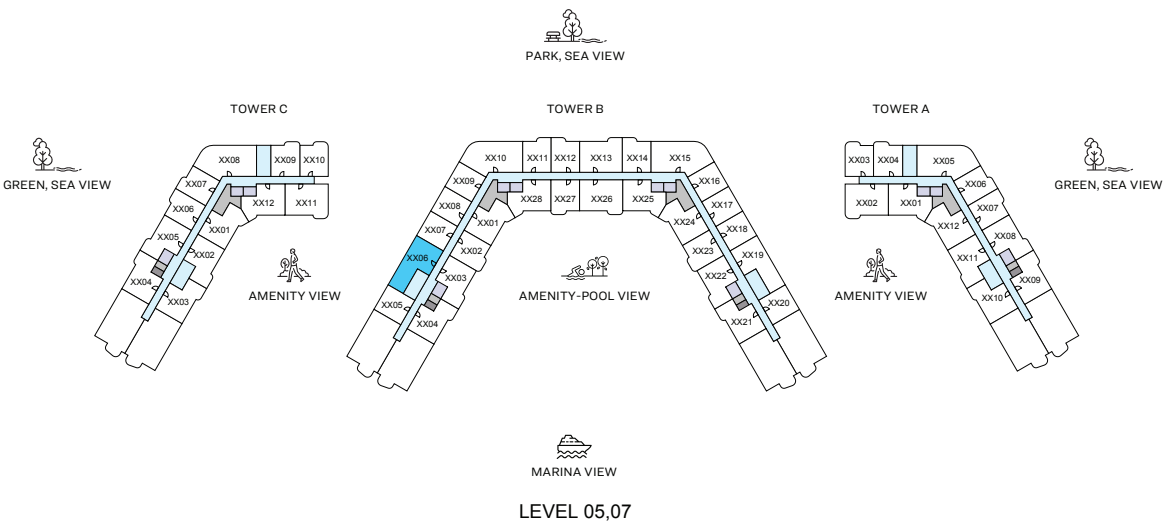 PARK, SEA VIEW
TOWER C
TOWER B
TOWER A
GREEN, SEA VIEW
GREEN, SEA VIEW
XX08
XX09
XX10
XX07
XX12
XX11
XX06
XX01
XX05
XX02
XX04
XX03
AMENITY VIEW
XX10
XX11
XX12
XX13
XX14
XX15
XX09
XX16
XX28
XX27
XX26
XX25
XX08
XX01
XX24
XX17
XX07
XX02
XX23
XX18
XX06
XX03
XX22
XX19
XX05
XX04
XX21
XX20
AMENITY-POOL VIEW
XX03
XX04
XX05
XX02
XX01
XX06
XX12
XX07
XX11
XX08
XX10
XX09
AMENITY VIEW
MARINA VIEW
LEVEL 05,07